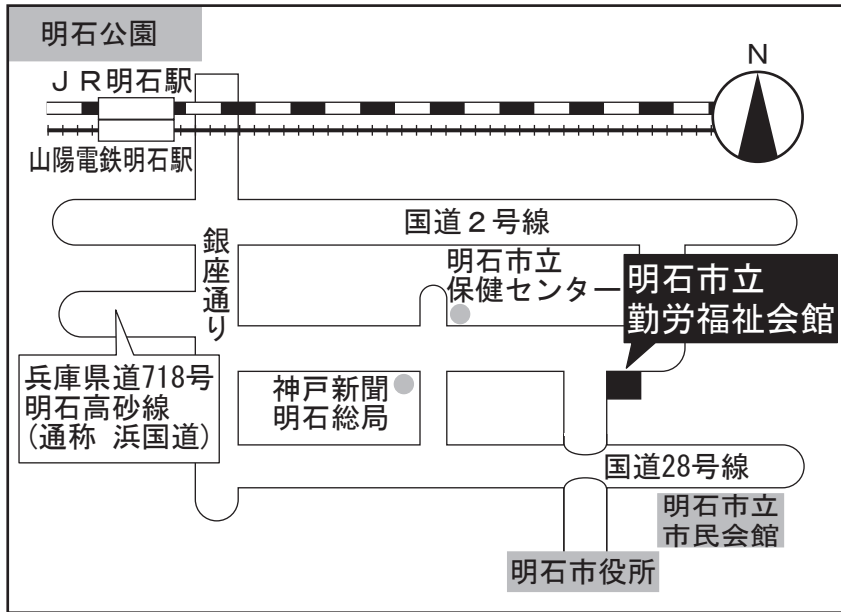 明石公園
ＪＲ明石駅
山陽電鉄明石駅
N
国道２号線
銀座通り
明石市立
保健センター
明石市立
勤労福祉会館
兵庫県道718号
明石高砂線
(通称 浜国道)
神戸新聞
明石総局
国道28号線
明石市立
市民会館
明石市役所